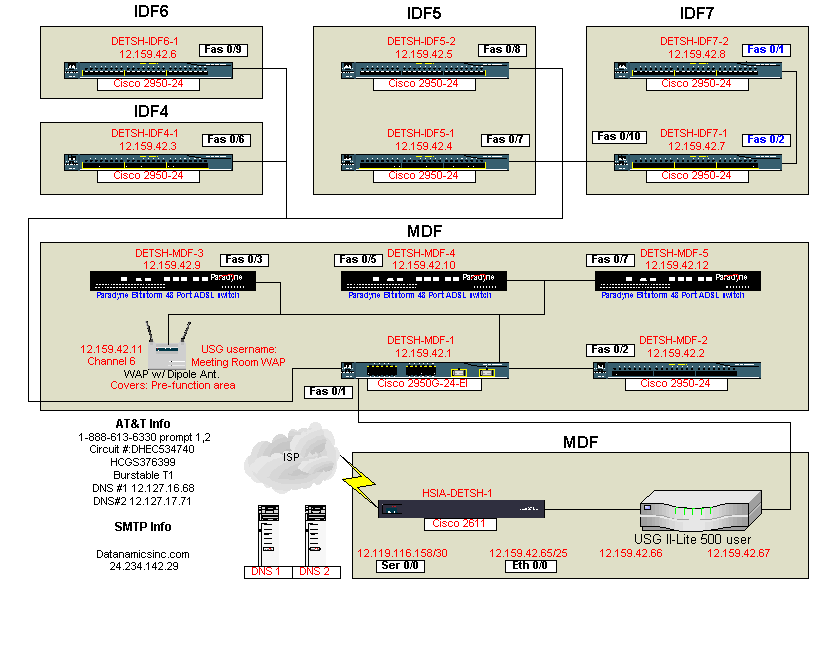 IDF6
DETSH-IDF6-1
12.159.42.6
Fas 0/9
Cisco 2950-24
IDF5
DETSH-IDF5-2
12.159.42.5
Fas 0/8
Cisco 2950-24
IDF7
DETSH-IDF7-2
12.159.42.8
Fas 0/1
Cisco 2950-24
IDF4
DETSH-IDF4-1
12.159.42.3
Fas 0/6
Cisco 2950-24
DETSH-IDF5-1
12.159.42.4
Fas 0/7
Cisco 2950-24
Fas 0/10
DETSH-IDF7-1
12.159.42.7
Fas 0/2
Cisco 2950-24
MDF
DETSH-MDF-3
12.159.42.9
Fas 0/3
Paradyne
Paradyne Bitstorm 48 Port ADSL switch
Fas 0/5
DETSH-MDF-4
12.159.42.10
Paradyne
Paradyne Bitstorm 48 Port ADSL switch
Fas 0/7
DETSH-MDF-5
12.159.42.12
Paradyne
Paradyne Bitstorm 48 Port ADSL switch
12.159.42.11
Channel 6
USG username:
Meeting Room WAP
WAP w/ Dipole Ant.
Covers: Pre-function area
DETSH-MDF-1
12.159.42.1
Cisco 2950G-24-EI
Fas 0/1
DETSH-MDF-2
12.159.42.2
Fas 0/2
Cisco 2950-24
AT&T Info
1-888-613-6330 prompt 1,2
Circuit #:DHEC534740
HCGS376399
Burstable T1
DNS #1 12.127.16.68
DNS#2 12.127.17.71
SMTP Info
Datanamicsinc.com
24.234.142.29
ISP
DNS 1
DNS 2
MDF
HSIA-DETSH-1
Cisco 2611
12.119.116.158/30
Ser 0/0
12.159.42.65/25
Eth 0/0
USG II-Lite 500 user
12.159.42.66
12.159.42.67